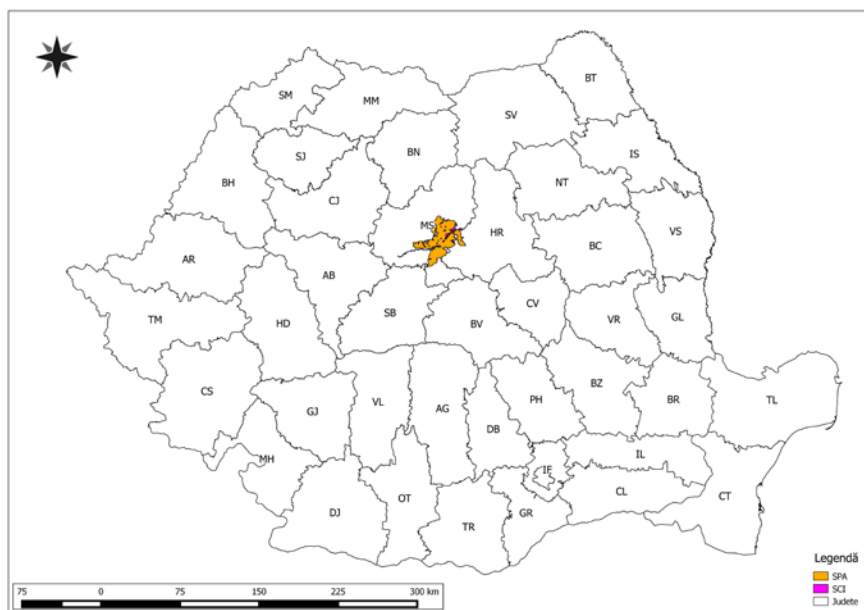 BT
SM
MM
SV
BN
IS
SJ
BH
NT
CJ
MS
HR
VS
BC
AR
AB
CV
TM
HD
SB
BV
VR
GL
CS
VL
AG
PH
BZ
BR
TL
GJ
DB
MH
IL
IF
CL
CT
OT
DJ
TR
GR
Legendă
SPA
SCI
Judete
75 0 75 150 225 300 km